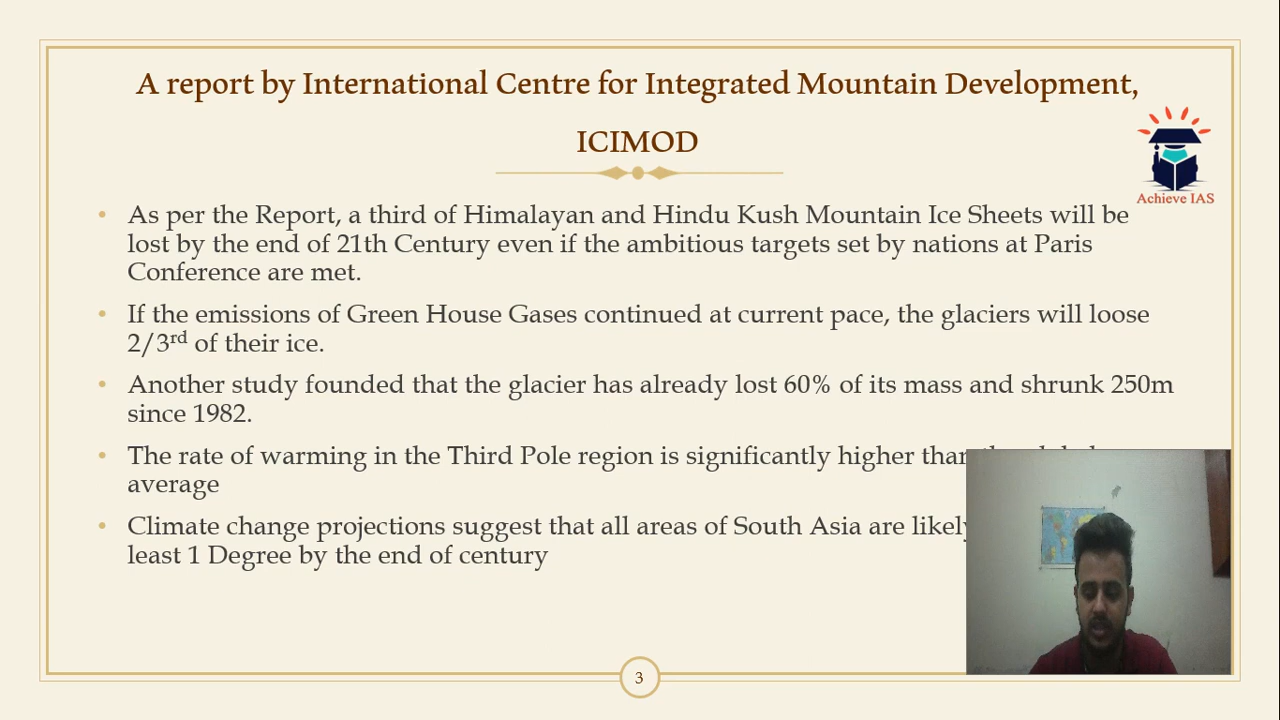 A report by International Centre for Integrated Mountain Development,
ICIMOD
Achieve IAS
• As per the Report, a third of Himalayan and Hindu Kush Mountain Ice Sheets will be
lost by the end of 21th Century even if the ambitious targets set by nations at Paris
Conference are met.
• If the emissions of Green House Gases continued at current pace, the glaciers will loose
2/3rd of their ice.
• Another study founded that the glacier has already lost 60% of its mass and shrunk 250m
since 1982.
• The rate of warming in the Third Pole region is significantly higher than
average
• Climate change projections suggest that all areas of South Asia are likely
least 1 Degree by the end of century
3